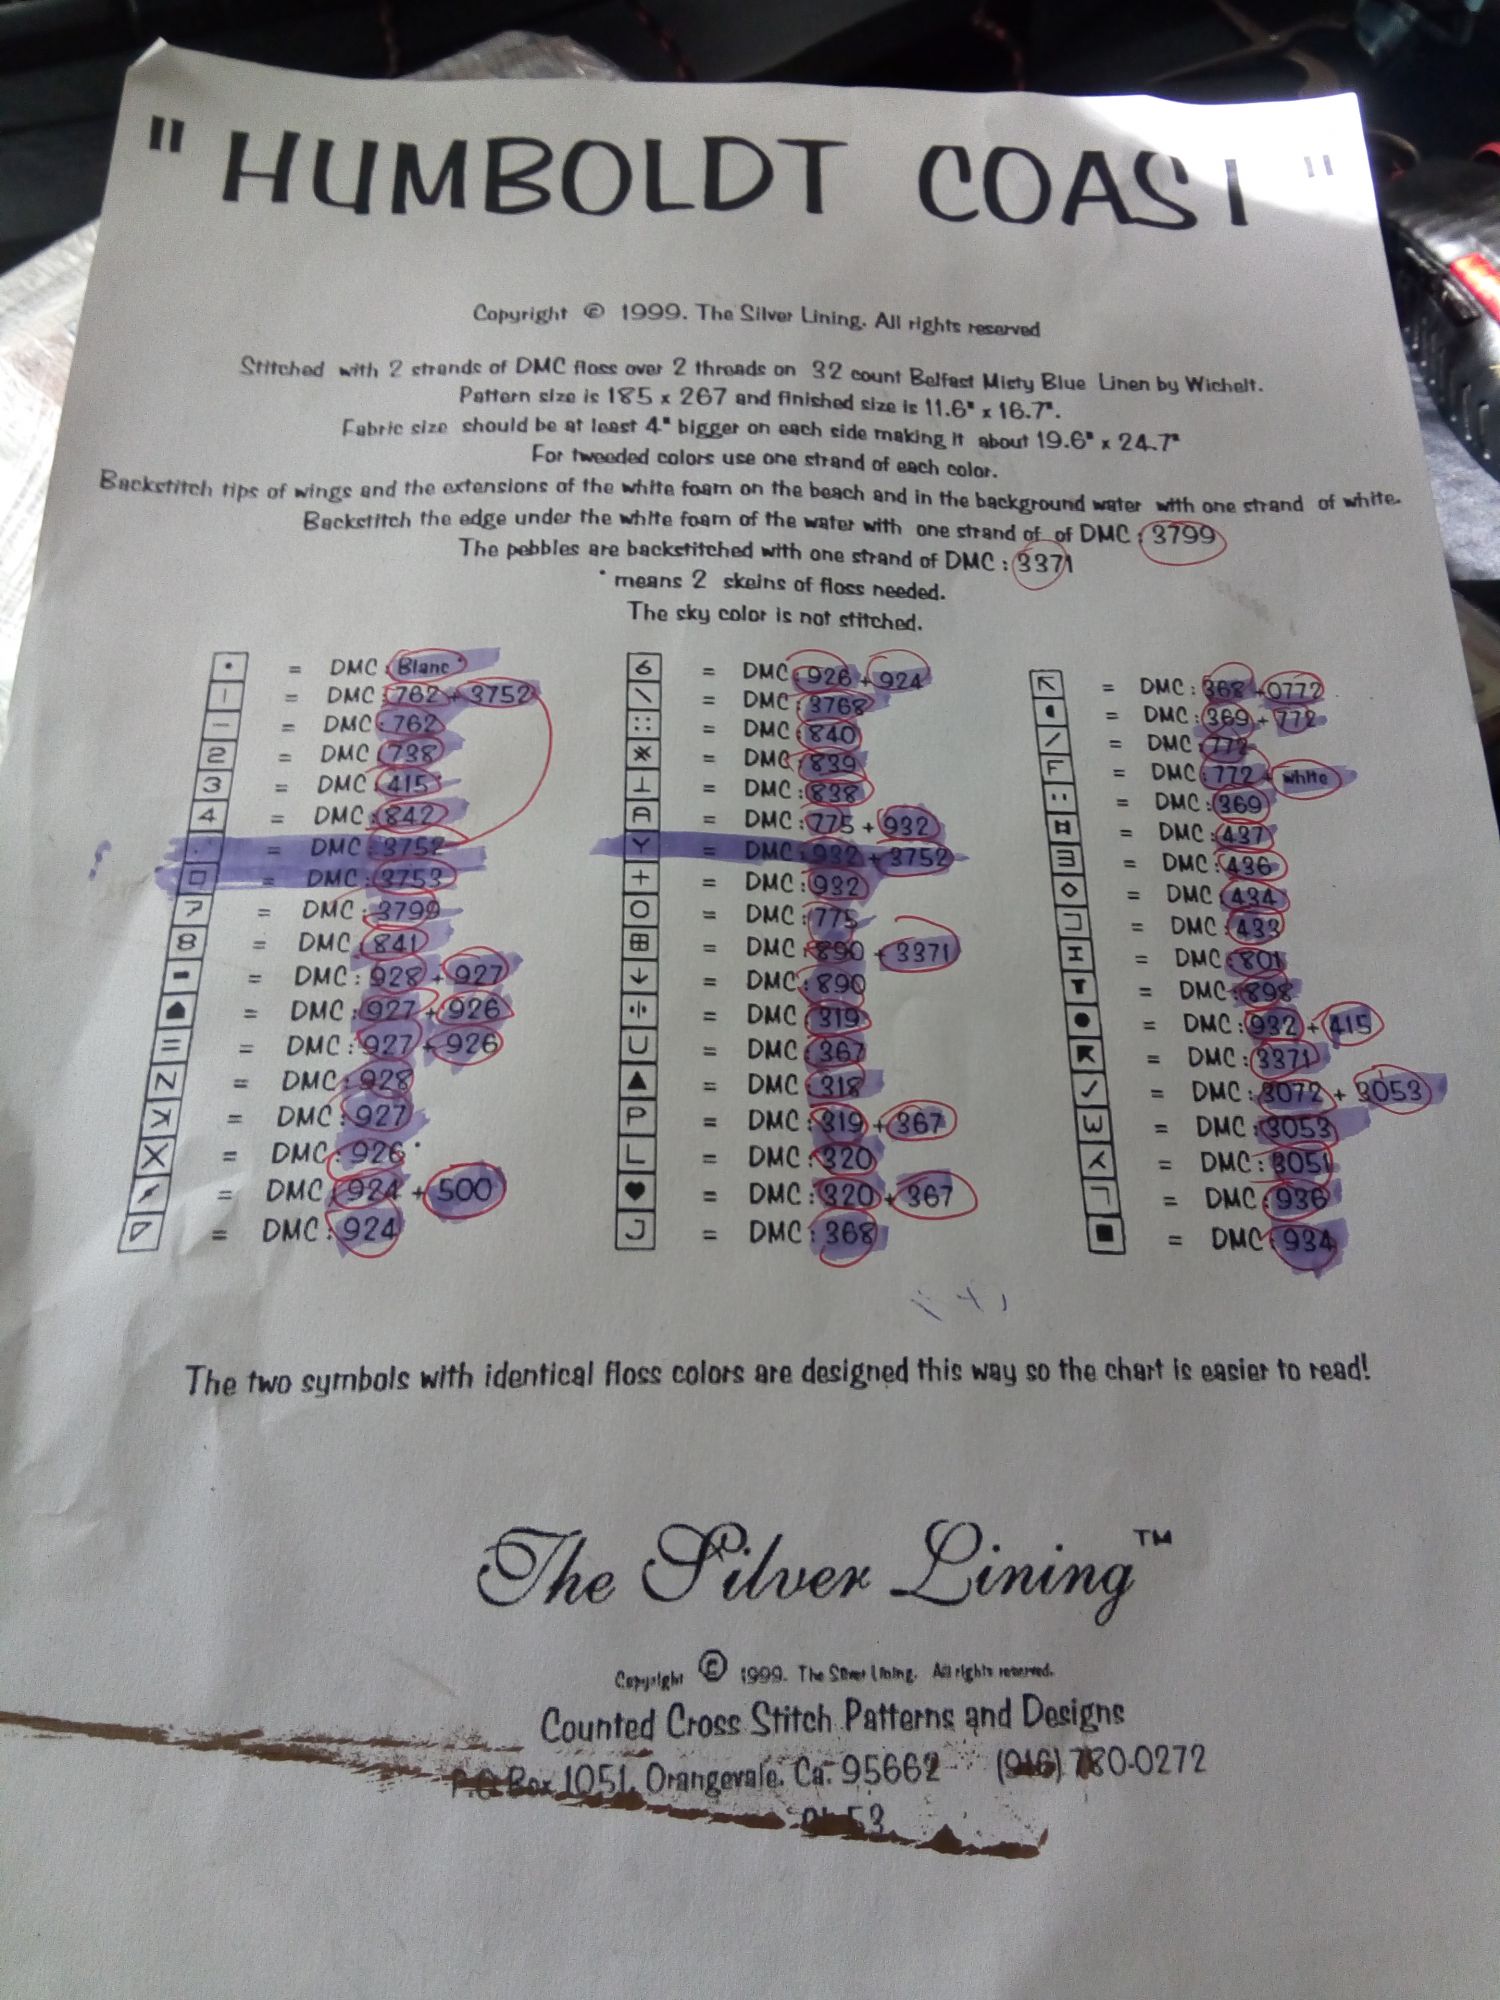 " HUMBOLDT COAST "
Copyright © 1999. The Silver Lining. All rights reserved
Stitched with 2 strands of DMC floss over 2 threads on 32 count Belfast Misty Blue Linen by Wichelt.
Pattern size is 185 x 267 and finished size is 11.6" x 16.7".
Fabric size should be at least 4" bigger on each side making it about 19.6" x 24.7"
For tweeded colors use one strand of each color.
Backstitch tips of wings and the extensions of the white foam on the beach and in the background water with one strand of white.
Backstitch the edge under the white foam of the water with one strand of of DMC: 3799
The pebbles are backstitched with one strand of DMC: 3371
* means 2 skeins of floss needed.
The sky color is not stitched.
• = DMC: Blanc *
| = DMC: 762 + 3752
— = DMC: 762
2 = DMC: 738
3 = DMC: 415 *
4 = DMC: 842
· = DMC: 3752
□ = DMC: 3753
7 = DMC: 3799
8 = DMC: 841
▬ = DMC: 928 + 927
⬟ = DMC: 927 + 926
= = DMC: 927 + 926
N = DMC: 928
= DMC: 927
X = DMC: 926 *
= DMC: 924 + 500
= DMC: 924
6 = DMC: 926 + 924
\ = DMC: 3768
:: = DMC: 840
* = DMC: 839
⊥ = DMC: 838
A = DMC: 775 + 932
Y = DMC: 932 + 3752
+ = DMC: 932
O = DMC: 775
⊞ = DMC: 890 + 3371
↓ = DMC: 890
÷ = DMC: 319
U = DMC: 367
▲ = DMC: 318
P = DMC: 319 + 367
L = DMC: 320
♥ = DMC: 320 + 367
J = DMC: 368
↖ = DMC: 368 + 0772
= DMC: 369 + 772
/ = DMC: 772
F = DMC: 772 + white
: : = DMC: 369
¤ = DMC: 437
= DMC: 436
◇ = DMC: 434
= DMC: 433
I = DMC: 801
T = DMC: 898
● = DMC: 932 + 415
= DMC: 3371
✓ = DMC: 3072 + 3053
= DMC: 3053
= DMC: 3051
= DMC: 936
■ = DMC: 934
The two symbols with identical floss colors are designed this way so the chart is easier to read!
The Silver Lining™
Copyright © 1999. The Silver Lining. All rights reserved.
Counted Cross Stitch Patterns and Designs
P.O Box 1051, Orangevale, Ca. 95662 (916) 780-0272